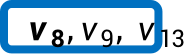 v₈, v₉, v₁₃